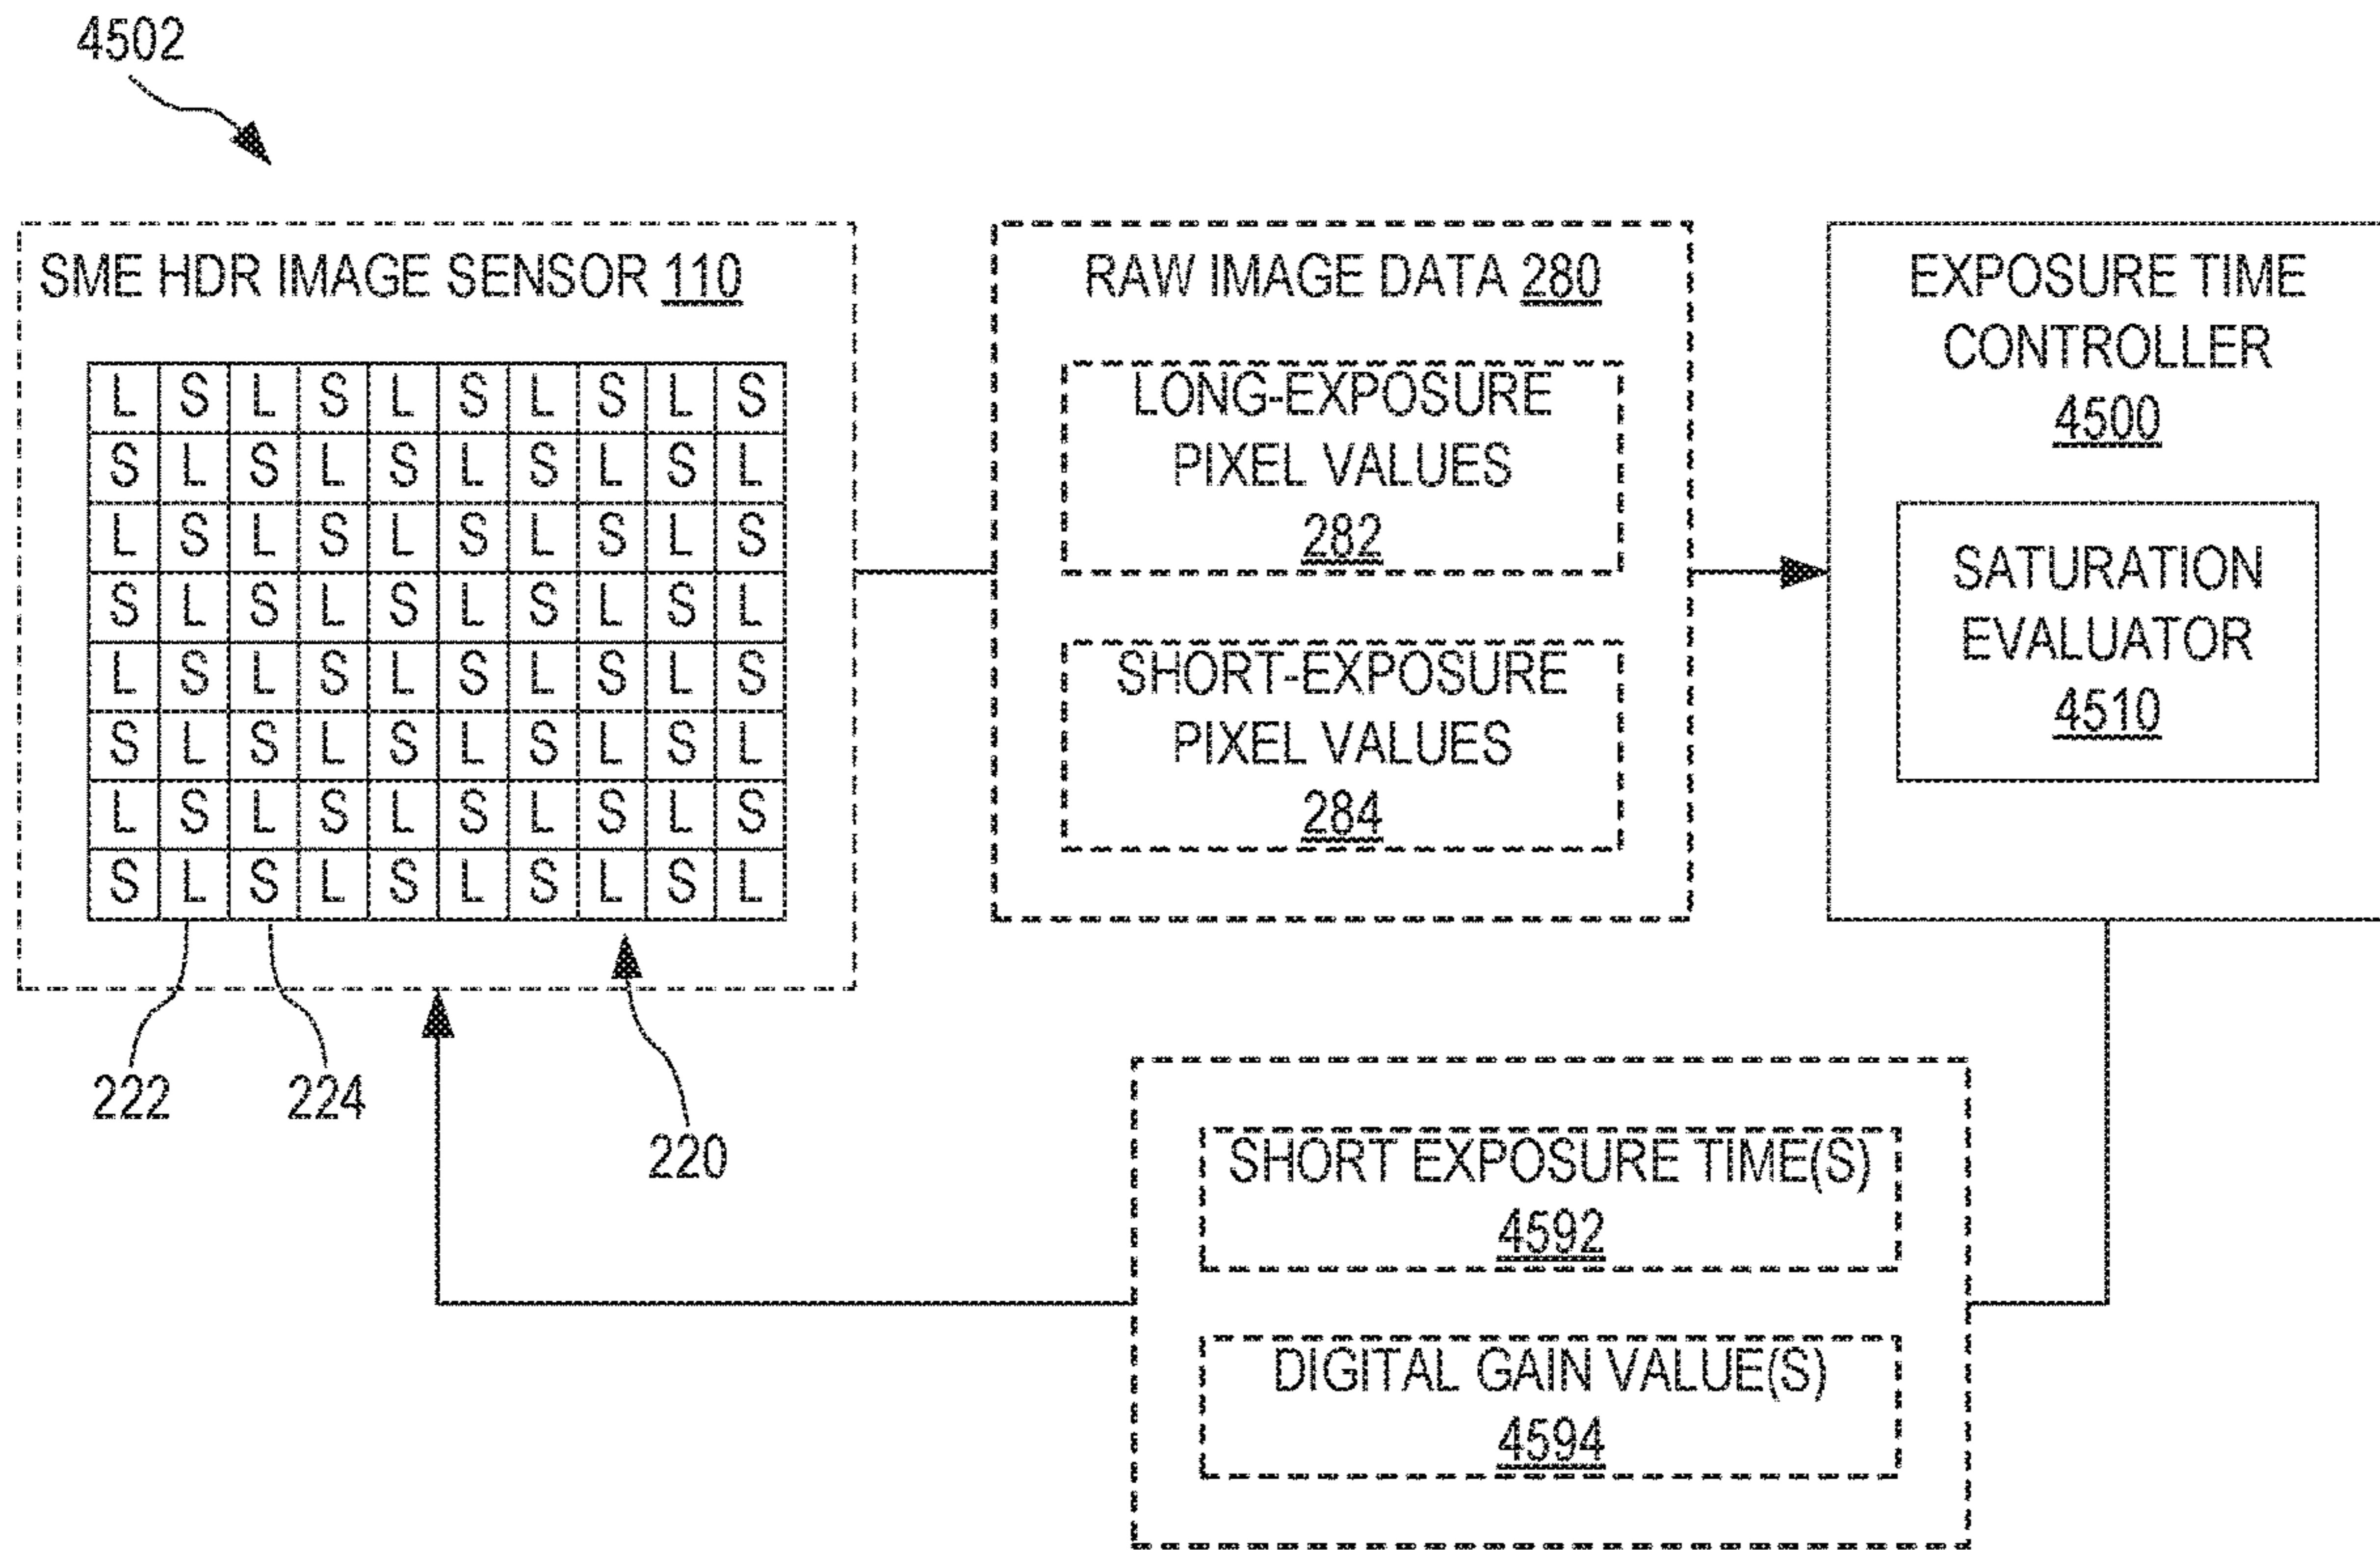 4502
SME HDR IMAGE SENSOR 110
L S L S L S L S L S
S L S L S L S L S L
L S L S L S L S L S
S L S L S L S L S L
L S L S L S L S L S
S L S L S L S L S L
L S L S L S L S L S
S L S L S L S L S L
222
224
220
RAW IMAGE DATA 280
LONG-EXPOSURE
PIXEL VALUES
282
SHORT-EXPOSURE
PIXEL VALUES
284
EXPOSURE TIME
CONTROLLER
4500
SATURATION
EVALUATOR
4510
SHORT EXPOSURE TIME(S)
4592
DIGITAL GAIN VALUE(S)
4594